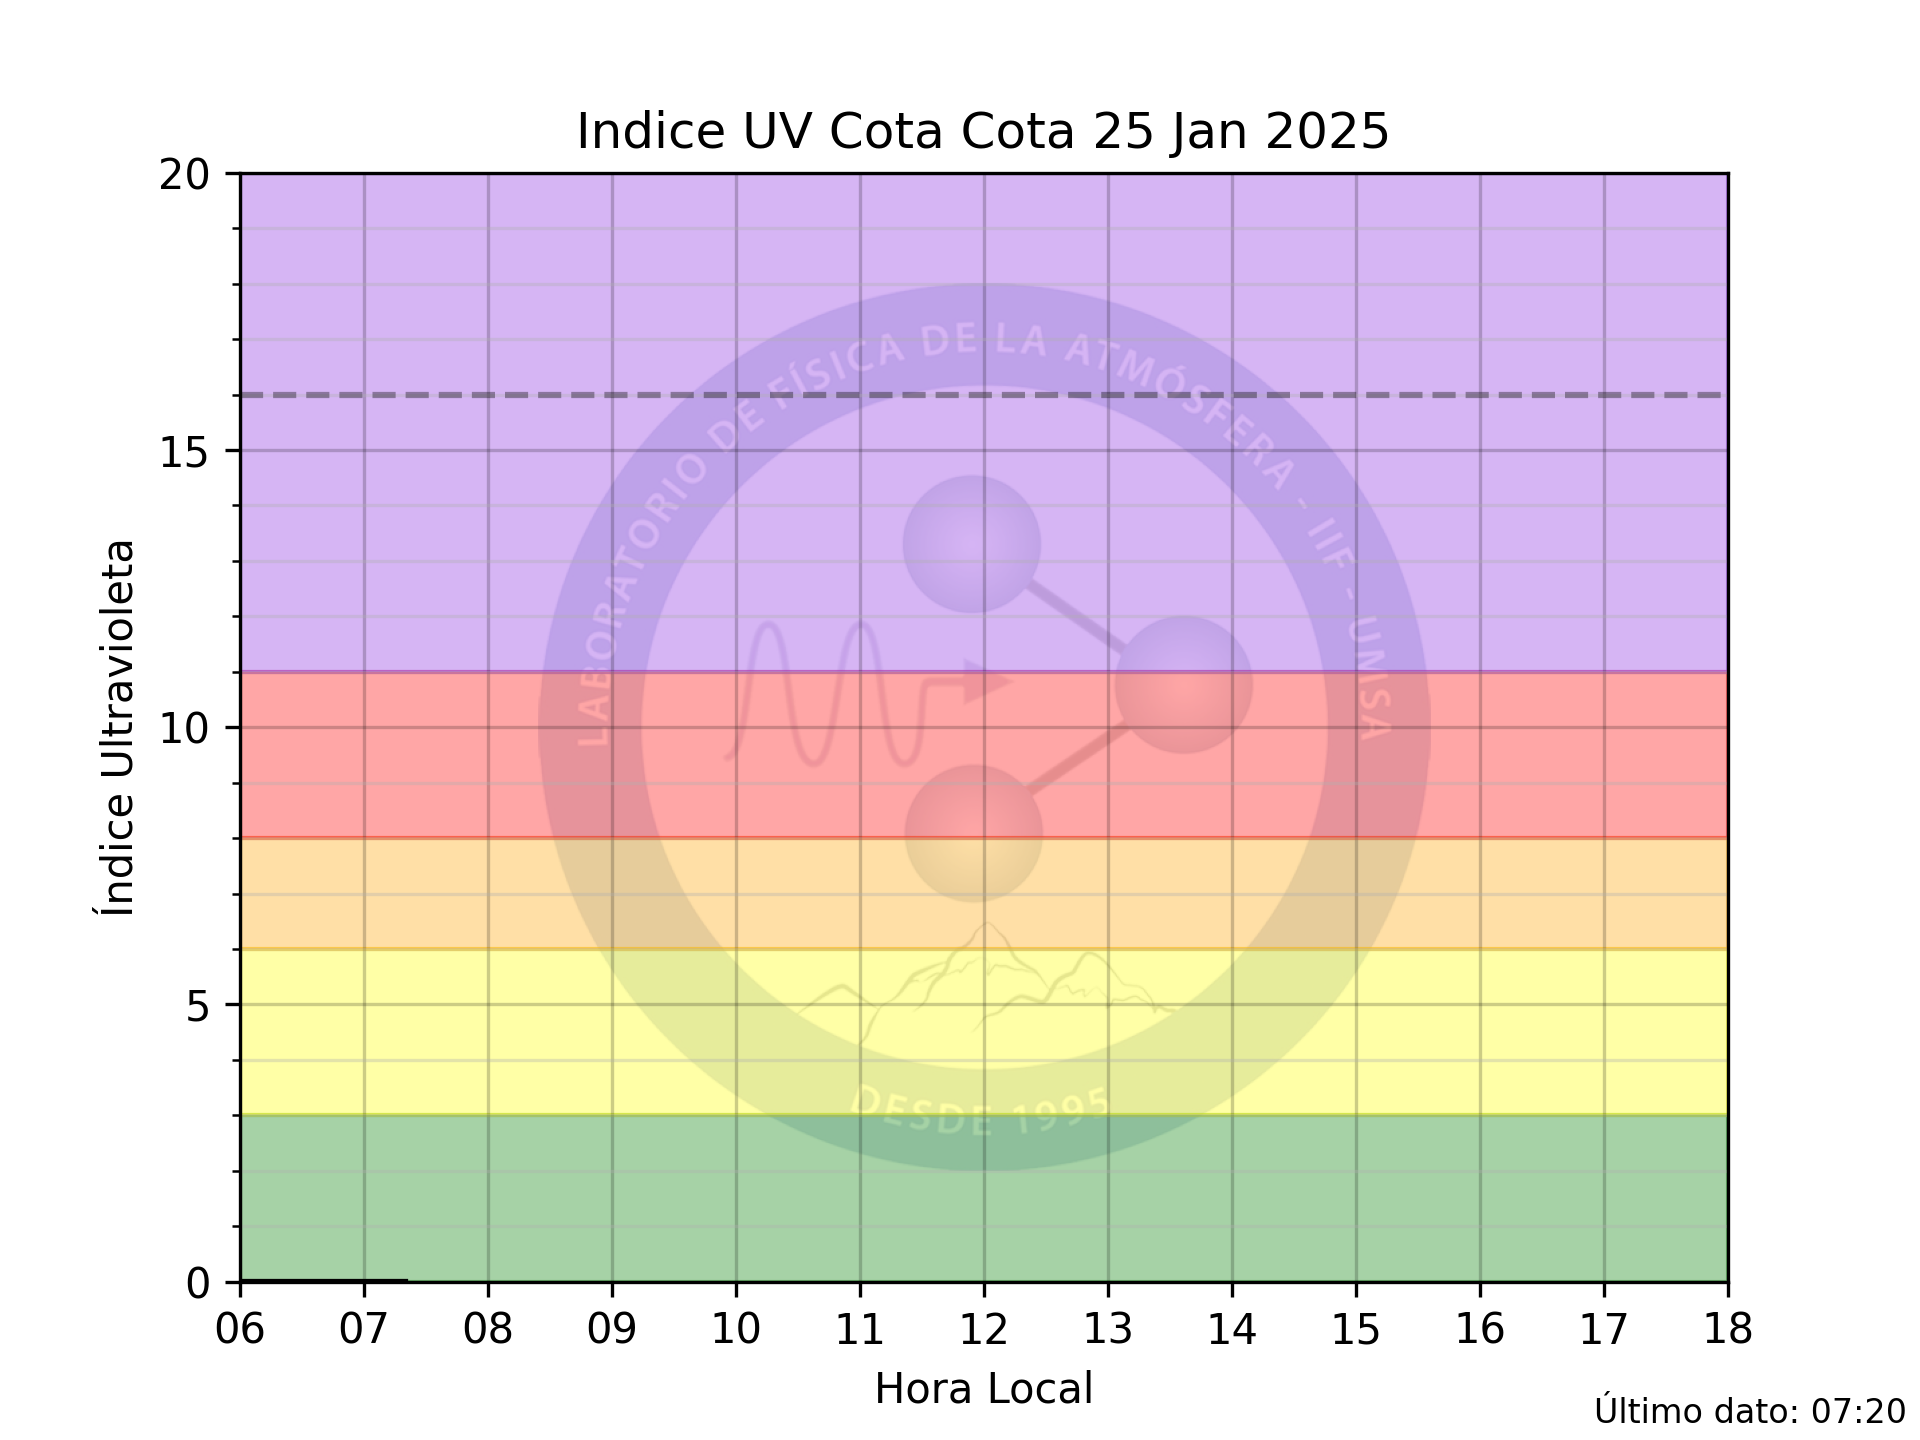 Indice UV Cota Cota 25 Jan 2025
20
15
10
5
0
Índice Ultravioleta
LABORATORIO DE FÍSICA DE LA ATMÓSFERA - IIF - UMSA
DESDE 1995
06 07 08 09 10 11 12 13 14 15 16 17 18
Hora Local
Último dato: 07:20